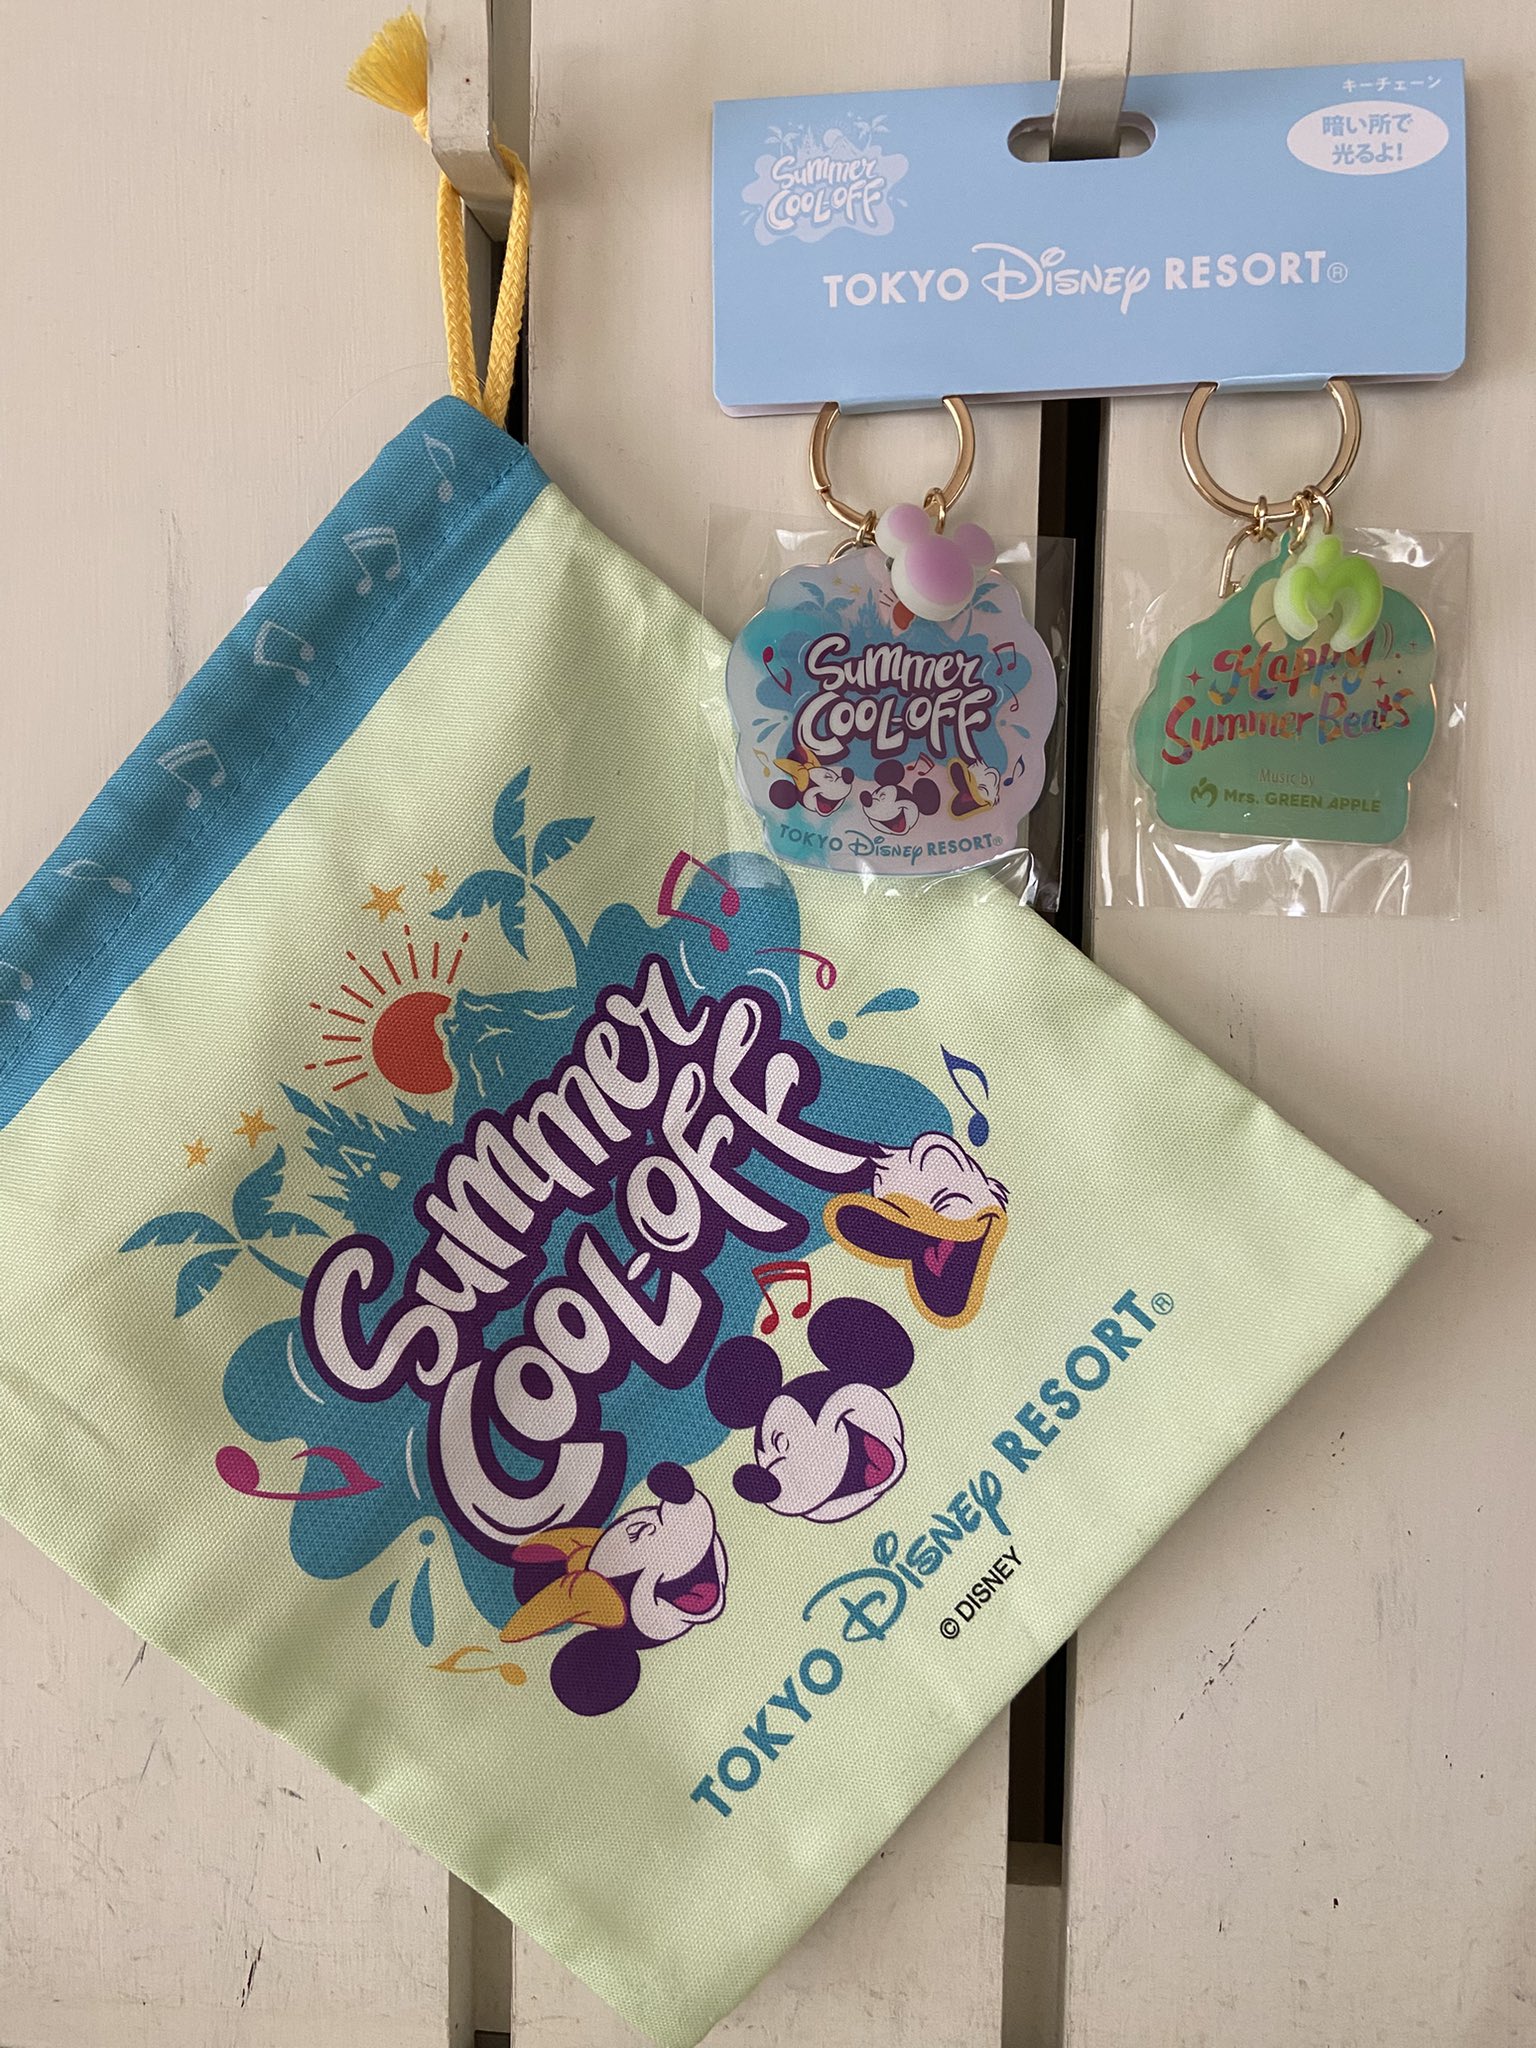 キーチェーン
暗い所で
光るよ!
Summer
COOL-OFF
TOKYO Disney RESORT®
Summer
COOL-OFF
TOKYO Disney RESORT®
Happy
Summer Beats
Music by
Mrs. GREEN APPLE
Summer
COOL-OFF
TOKYO Disney RESORT®
© DISNEY